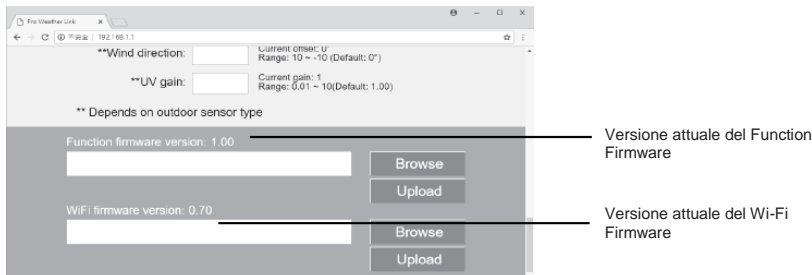 Pro Weather Link
不安全 | 192.168.1.1
**Wind direction:
Current offset: 0°
Range: 10 ~ -10 (Default: 0°)
**UV gain:
Current gain: 1
Range: 0.01 ~ 10(Default: 1.00)
** Depends on outdoor sensor type
Function firmware version: 1.00
Browse
Upload
WiFi firmware version: 0.70
Browse
Upload
Versione attuale del Function
Firmware
Versione attuale del Wi-Fi
Firmware